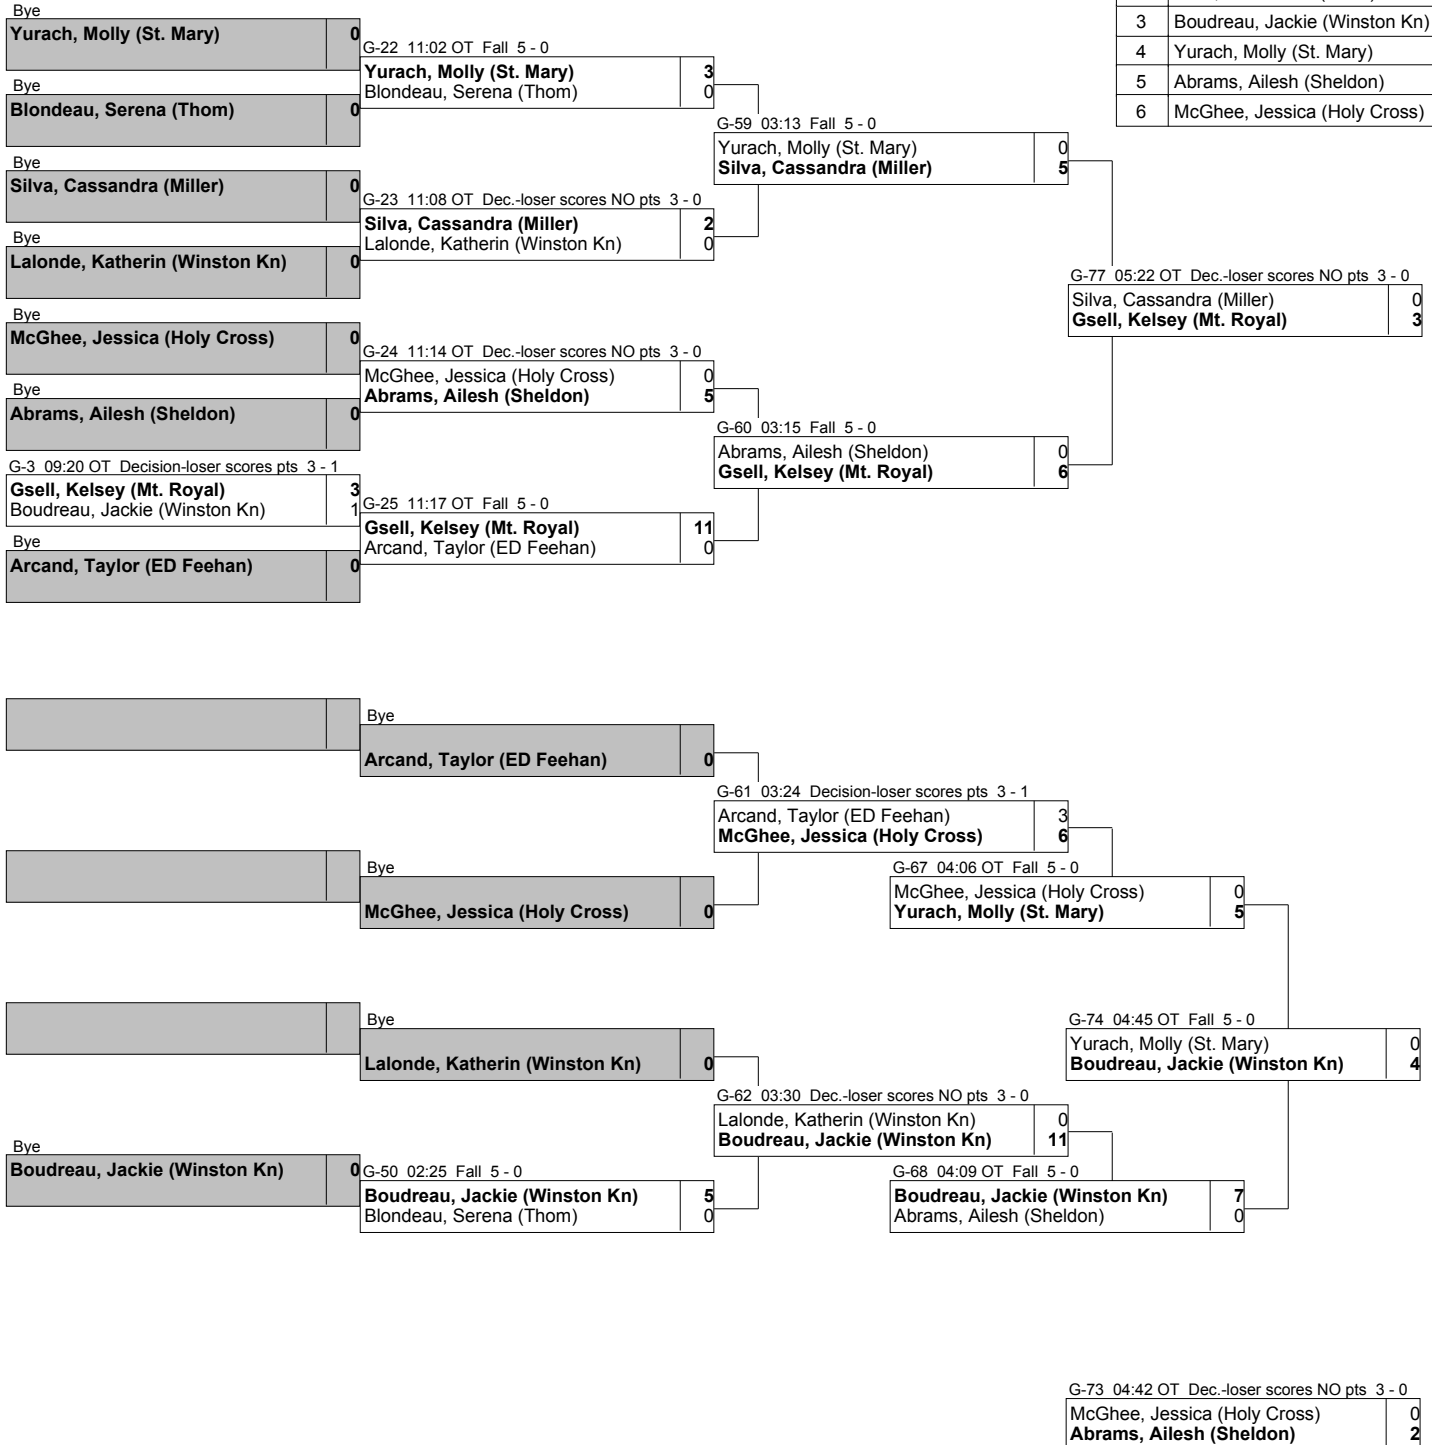 Bye
Yurach, Molly (St. Mary) 0
Bye
Blondeau, Serena (Thom) 0
Bye
Silva, Cassandra (Miller) 0
Bye
Lalonde, Katherin (Winston Kn) 0
Bye
McGhee, Jessica (Holy Cross) 0
Bye
Abrams, Ailesh (Sheldon) 0
G-3 09:20 OT Decision-loser scores pts 3 - 1
Gsell, Kelsey (Mt. Royal) 3
Boudreau, Jackie (Winston Kn) 1
Bye
Arcand, Taylor (ED Feehan) 0
G-22 11:02 OT Fall 5 - 0
Yurach, Molly (St. Mary) 3
Blondeau, Serena (Thom) 0
G-23 11:08 OT Dec.-loser scores NO pts 3 - 0
Silva, Cassandra (Miller) 2
Lalonde, Katherin (Winston Kn) 0
G-24 11:14 OT Dec.-loser scores NO pts 3 - 0
McGhee, Jessica (Holy Cross) 0
Abrams, Ailesh (Sheldon) 5
G-25 11:17 OT Fall 5 - 0
Gsell, Kelsey (Mt. Royal) 11
Arcand, Taylor (ED Feehan) 0
G-59 03:13 Fall 5 - 0
Yurach, Molly (St. Mary) 0
Silva, Cassandra (Miller) 5
G-60 03:15 Fall 5 - 0
Abrams, Ailesh (Sheldon) 0
Gsell, Kelsey (Mt. Royal) 6
G-77 05:22 OT Dec.-loser scores NO pts 3 - 0
Silva, Cassandra (Miller) 0
Gsell, Kelsey (Mt. Royal) 3
3 Boudreau, Jackie (Winston Kn)
4 Yurach, Molly (St. Mary)
5 Abrams, Ailesh (Sheldon)
6 McGhee, Jessica (Holy Cross)
Bye
Arcand, Taylor (ED Feehan) 0
Bye
McGhee, Jessica (Holy Cross) 0
Bye
Lalonde, Katherin (Winston Kn) 0
Bye
Boudreau, Jackie (Winston Kn) 0
G-50 02:25 Fall 5 - 0
Boudreau, Jackie (Winston Kn) 5
Blondeau, Serena (Thom) 0
G-61 03:24 Decision-loser scores pts 3 - 1
Arcand, Taylor (ED Feehan) 3
McGhee, Jessica (Holy Cross) 6
G-62 03:30 Dec.-loser scores NO pts 3 - 0
Lalonde, Katherin (Winston Kn) 0
Boudreau, Jackie (Winston Kn) 11
G-67 04:06 OT Fall 5 - 0
McGhee, Jessica (Holy Cross) 0
Yurach, Molly (St. Mary) 5
G-68 04:09 OT Fall 5 - 0
Boudreau, Jackie (Winston Kn) 7
Abrams, Ailesh (Sheldon) 0
G-74 04:45 OT Fall 5 - 0
Yurach, Molly (St. Mary) 0
Boudreau, Jackie (Winston Kn) 4
G-73 04:42 OT Dec.-loser scores NO pts 3 - 0
McGhee, Jessica (Holy Cross) 0
Abrams, Ailesh (Sheldon) 2